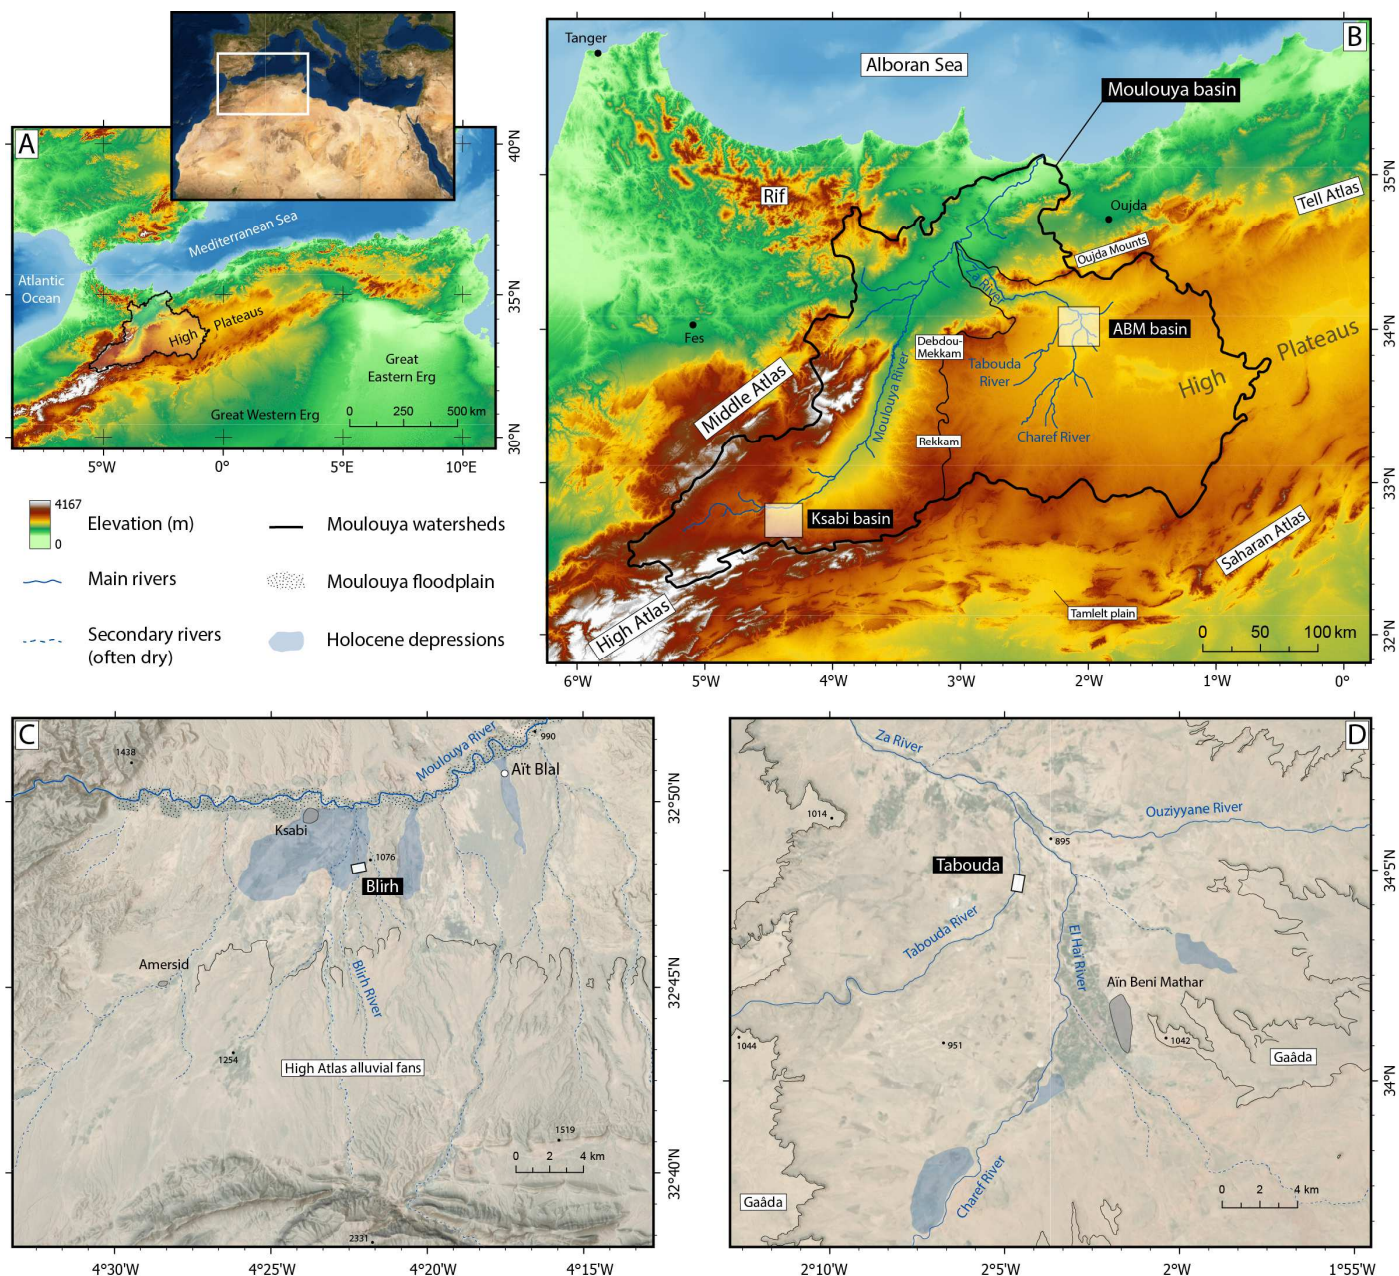 A
Mediterranean Sea
Atlantic
Ocean
High Plateaus
Great
Eastern Erg
Great Western Erg
0 250 500 km
40°N
35°N
30°N
5°W 0° 5°E 10°E
4167
0
Elevation (m)
Main rivers
Secondary rivers
(often dry)
Moulouya watersheds
Moulouya floodplain
Holocene depressions
B
Tanger
Alboran Sea
Moulouya basin
Rif
Oujda
Tell Atlas
Oujda Mounts
Za River
Fes
ABM basin
Debdou-
Mekkam
Tabouda
River
High Plateaus
Middle Atlas
Moulouya River
Charef River
Rekkam
Ksabi basin
Saharan Atlas
High Atlas
Tamlelt plain
0 50 100 km
35°N
34°N
33°N
32°N
6°W 5°W 4°W 3°W 2°W 1°W 0°
C
1438
Moulouya River
990
Aït Blal
Ksabi
1076
Blirh
Amersid
Blirh River
1254
High Atlas alluvial fans
1519
0 2 4 km
2331
32°50'N
32°45'N
32°40'N
4°30'W 4°25'W 4°20'W 4°15'W
D
Za River
Ouziyyane River
1014
895
Tabouda
Tabouda River
El Haï River
Aïn Beni Mathar
1044
951
1042
Gaâda
Charef River
Gaâda
0 2 4 km
34°5'N
34°N
2°10'W 2°5'W 2°W 1°55'W